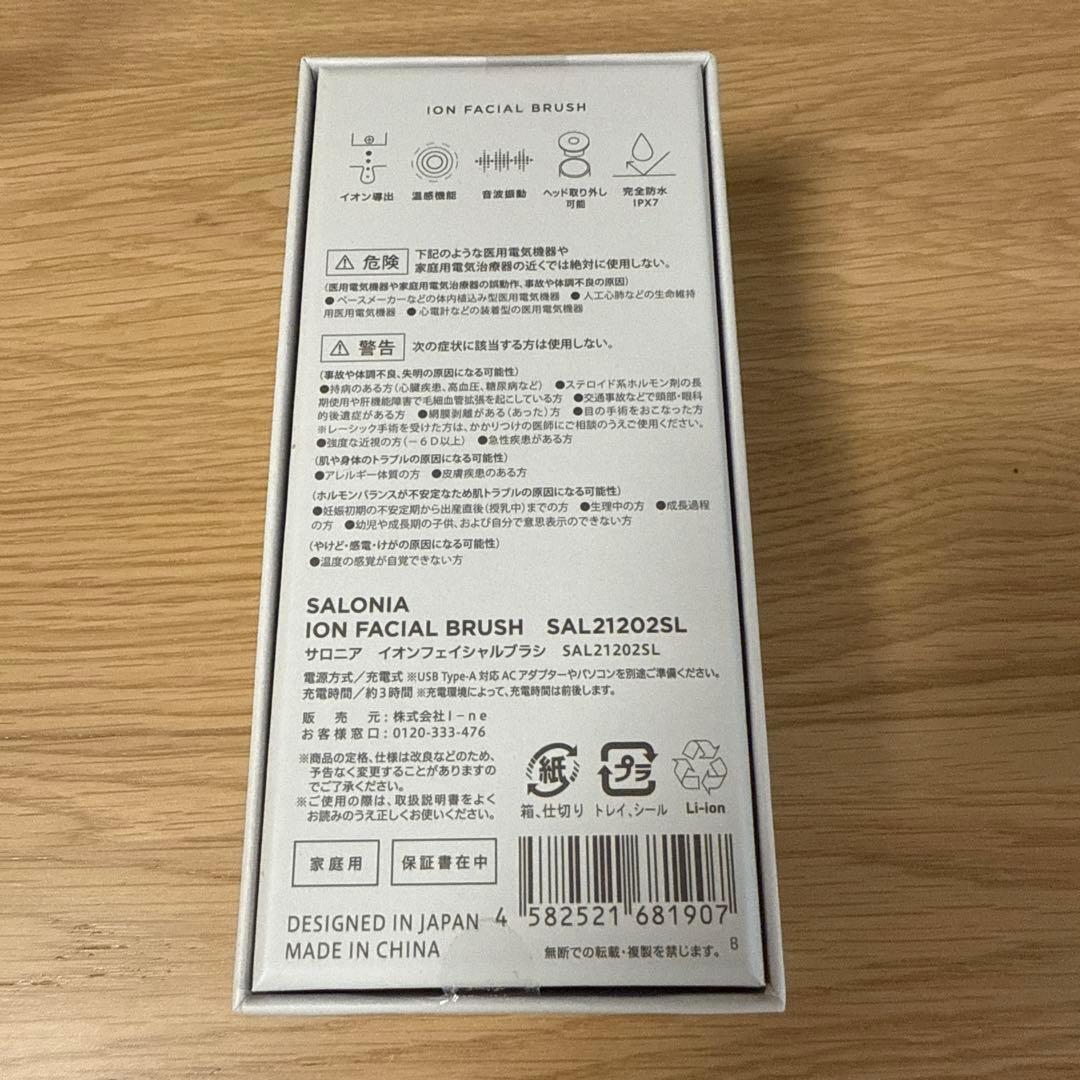 ION FACIAL BRUSH
イオン導出 温感機能 音波振動 ヘッド取り外し可能 完全防水 IPX7
⚠ 危険 下記のような医用電気機器や
家庭用電気治療器の近くでは絶対に使用しない。
(医用電気機器や家庭用電気治療器の誤動作、事故や体調不良の原因)
●ペースメーカーなどの体内植込み型医用電気機器 ●人工心肺などの生命維持
用医用電気機器 ●心電計などの装着型の医用電気機器
⚠ 警告 次の症状に該当する方は使用しない。
(事故や体調不良、失明の原因になる可能性)
●持病のある方(心臓疾患、高血圧、糖尿病など) ●ステロイド系ホルモン剤の長
期使用や肝機能障害で毛細血管拡張を起こしている方 ●交通事故などで頭部・眼科
的後遺症がある方 ●網膜剥離がある(あった)方 ●目の手術をおこなった方
※レーシック手術を受けた方は、かかりつけの医師にご相談のうえご使用ください。
●強度な近視の方(−6D以上) ●急性疾患がある方
(肌や身体のトラブルの原因になる可能性)
●アレルギー体質の方 ●皮膚疾患のある方
(ホルモンバランスが不安定なため肌トラブルの原因になる可能性)
●妊娠初期の不安定期から出産直後(授乳中)までの方 ●生理中の方 ●成長過程
の方 ●幼児や成長期の子供、および自分で意思表示のできない方
(やけど・感電・けがの原因になる可能性)
●温度の感覚が自覚できない方
SALONIA
ION FACIAL BRUSH SAL21202SL
サロニア イオンフェイシャルブラシ SAL21202SL
電源方式/充電式 ※USB Type-A 対応 AC アダプターやパソコンを別途ご準備ください。
充電時間/約3時間 ※充電環境によって、充電時間は前後します。
販売元:株式会社I−ne
お客様窓口:0120-333-476
※商品の定格、仕様は改良などのため、
予告なく変更することがありますの
でご了承ください。
※ご使用の際は、取扱説明書をよく
お読みのうえ正しくお使いください。
紙 プラ
箱、仕切り トレイ、シール Li-ion
家庭用 保証書在中
DESIGNED IN JAPAN
MADE IN CHINA
4 582521 681907
無断での転載・複製を禁じます。 B